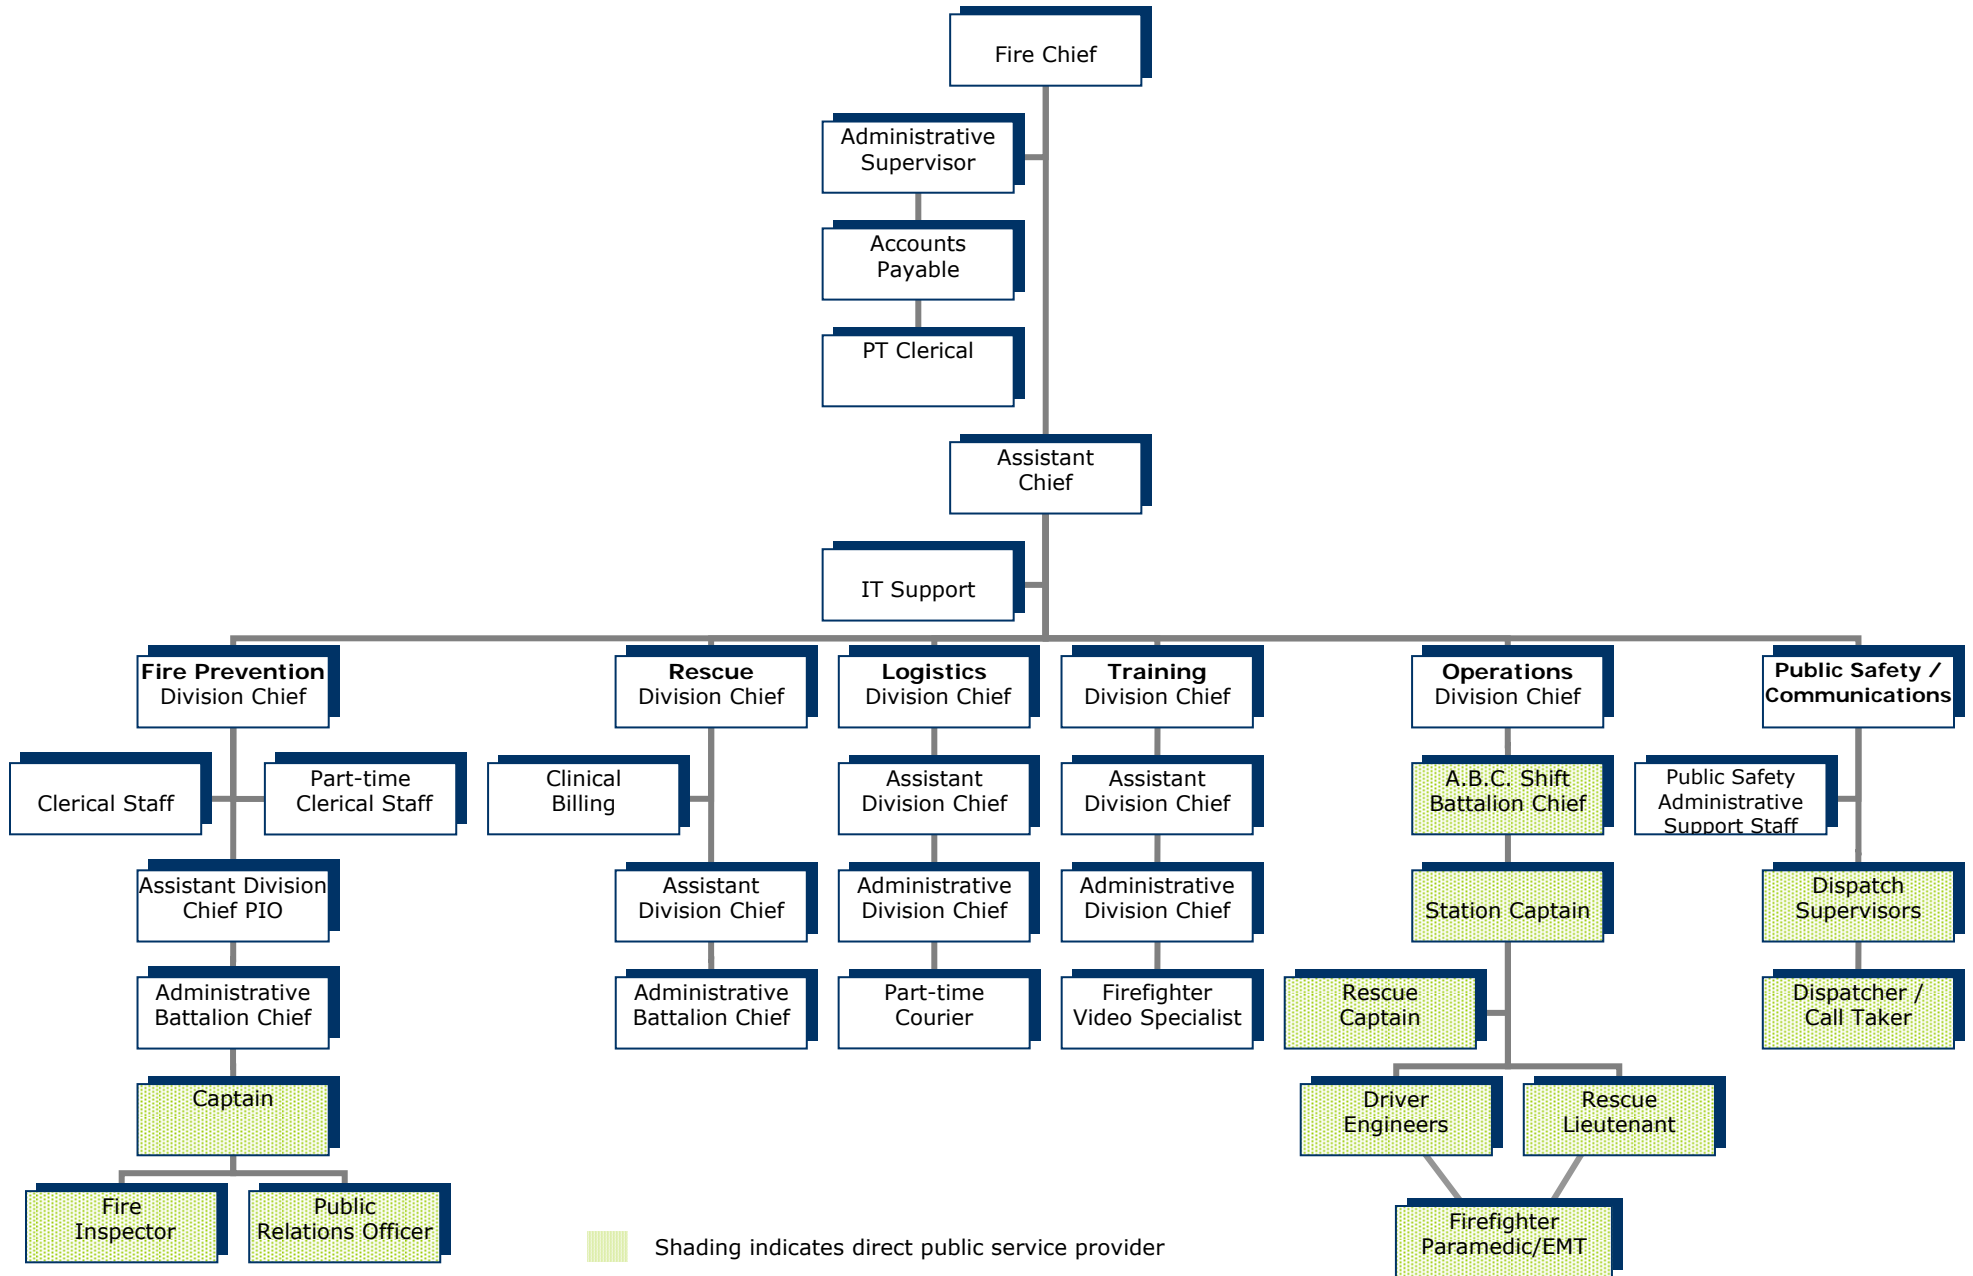 Fire Chief
Administrative
Supervisor
Accounts
Payable
PT Clerical
Assistant
Chief
IT Support
Fire Prevention
Division Chief
Rescue
Division Chief
Logistics
Division Chief
Training
Division Chief
Operations
Division Chief
Public Safety /
Communications
Clerical Staff
Part-time
Clerical Staff
Clinical
Billing
Assistant
Division Chief
Assistant
Division Chief
A.B.C. Shift
Battalion Chief
Public Safety
Administrative
Support Staff
Assistant Division
Chief PIO
Assistant
Division Chief
Administrative
Division Chief
Administrative
Division Chief
Station Captain
Dispatch
Supervisors
Administrative
Battalion Chief
Administrative
Battalion Chief
Part-time
Courier
Firefighter
Video Specialist
Rescue
Captain
Dispatcher /
Call Taker
Captain
Driver
Engineers
Rescue
Lieutenant
Fire
Inspector
Public
Relations Officer
Firefighter
Paramedic/EMT
Shading indicates direct public service provider